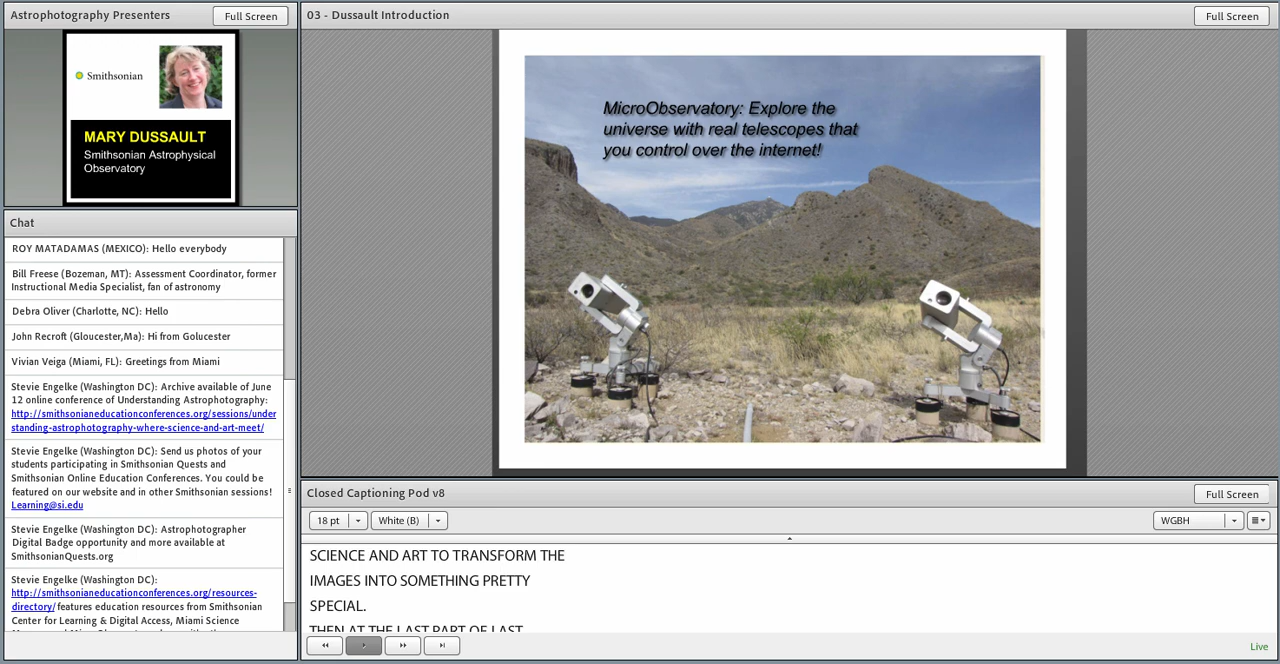 Astrophotography Presenters
Full Screen
Smithsonian
MARY DUSSAULT
Smithsonian Astrophysical
Observatory
Chat
ROY MATADAMAS (MEXICO): Hello everybody
Bill Freese (Bozeman, MT): Assessment Coordinator, former
Instructional Media Specialist, fan of astronomy
Debra Oliver (Charlotte, NC): Hello
John Recroft (Gloucester,Ma): Hi from Golucester
Vivian Veiga (Miami, FL): Greetings from Miami
Stevie Engelke (Washington DC): Archive available of June
12 online conference of Understanding Astrophotography:
http://smithsonianeducationconferences.org/sessions/under
standing-astrophotography-where-science-and-art-meet/
Stevie Engelke (Washington DC): Send us photos of your
students participating in Smithsonian Quests and
Smithsonian Online Education Conferences. You could be
featured on our website and in other Smithsonian sessions!
Learning@si.edu
Stevie Engelke (Washington DC): Astrophotographer
Digital Badge opportunity and more available at
SmithsonianQuests.org
Stevie Engelke (Washington DC):
http://smithsonianeducationconferences.org/resources-
directory/ features education resources from Smithsonian
Center for Learning & Digital Access, Miami Science
03 - Dussault Introduction
Full Screen
MicroObservatory: Explore the
universe with real telescopes that
you control over the internet!
Closed Captioning Pod v8
Full Screen
18 pt
White (B)
WGBH
SCIENCE AND ART TO TRANSFORM THE
IMAGES INTO SOMETHING PRETTY
SPECIAL.
THEN AT THE LAST PART OF LAST
Live